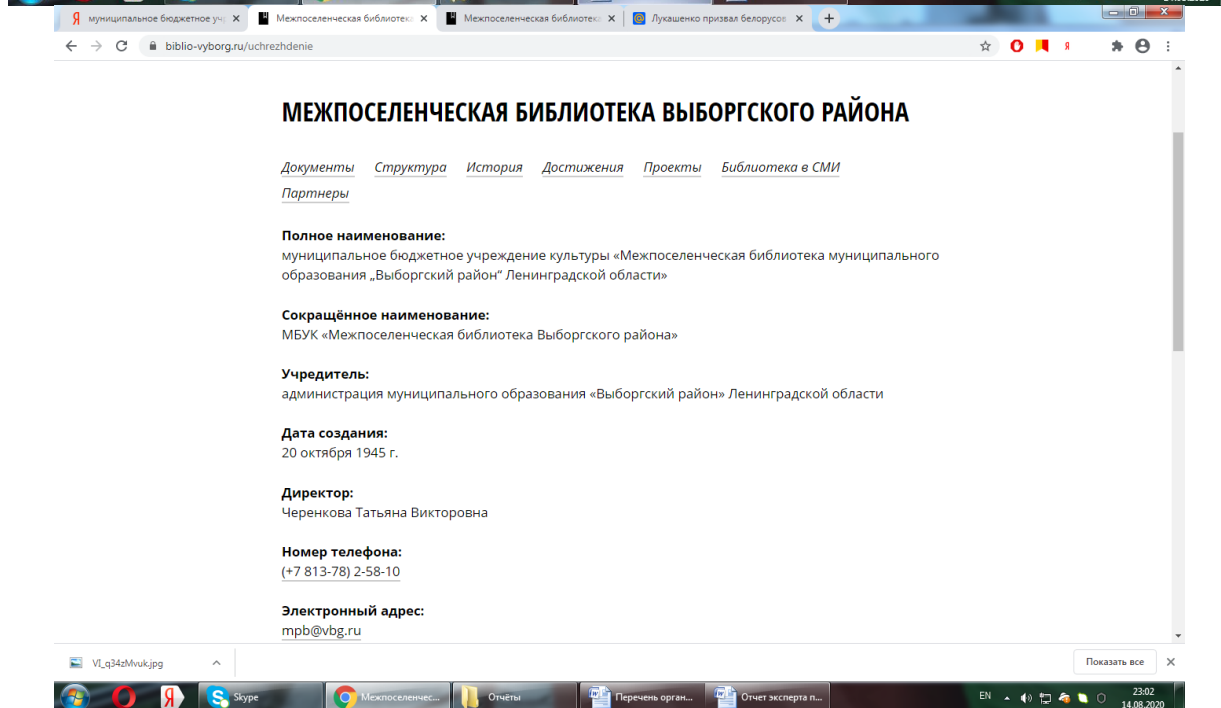 муниципальное бюджетное уч
Межпоселенческая библиотек
Межпоселенческая библиотек
Лукашенко призвал белорусов
biblio-vyborg.ru/uchrezhdenie
МЕЖПОСЕЛЕНЧЕСКАЯ БИБЛИОТЕКА ВЫБОРГСКОГО РАЙОНА
Документы Структура История Достижения Проекты Библиотека в СМИ
Партнеры
Полное наименование:
муниципальное бюджетное учреждение культуры «Межпоселенческая библиотека муниципального
образования „Выборгский район“ Ленинградской области»
Сокращённое наименование:
МБУК «Межпоселенческая библиотека Выборгского района»
Учредитель:
администрация муниципального образования «Выборгский район» Ленинградской области
Дата создания:
20 октября 1945 г.
Директор:
Черенкова Татьяна Викторовна
Номер телефона:
(+7 813-78) 2-58-10
Электронный адрес:
mpb@vbg.ru
VI_q34zMvuk.jpg
Показать все
Skype
Межпоселенчес...
Отчёты
Перечень орган...
Отчет эксперта п...
EN
23:02
14.08.2020